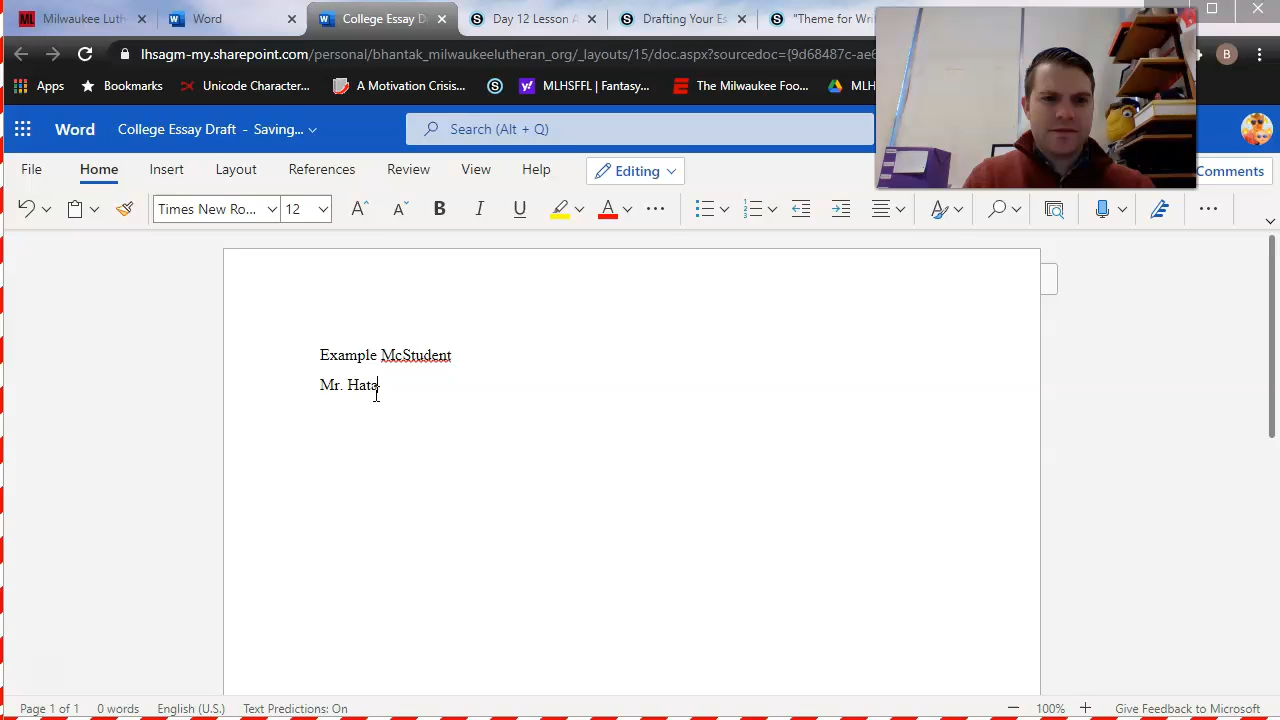 Milwaukee Luth
Word
College Essay D
Day 12 Lesson A
Drafting Your Es
"Theme for Wri
lhsagm-my.sharepoint.com/personal/bhantak_milwaukeelutheran_org/_layouts/15/doc.aspx?sourcedoc={9d68487c-ae6
B
Apps
Bookmarks
Unicode Character...
A Motivation Crisis...
MLHSFFL | Fantasy...
The Milwaukee Foo...
MLH
Word
College Essay Draft - Saving...
Search (Alt + Q)
File
Home
Insert
Layout
References
Review
View
Help
Editing
Comments
Times New Ro...
12
Example McStudent
Mr. Hata
Page 1 of 1
0 words
English (U.S.)
Text Predictions: On
100%
Give Feedback to Microsoft